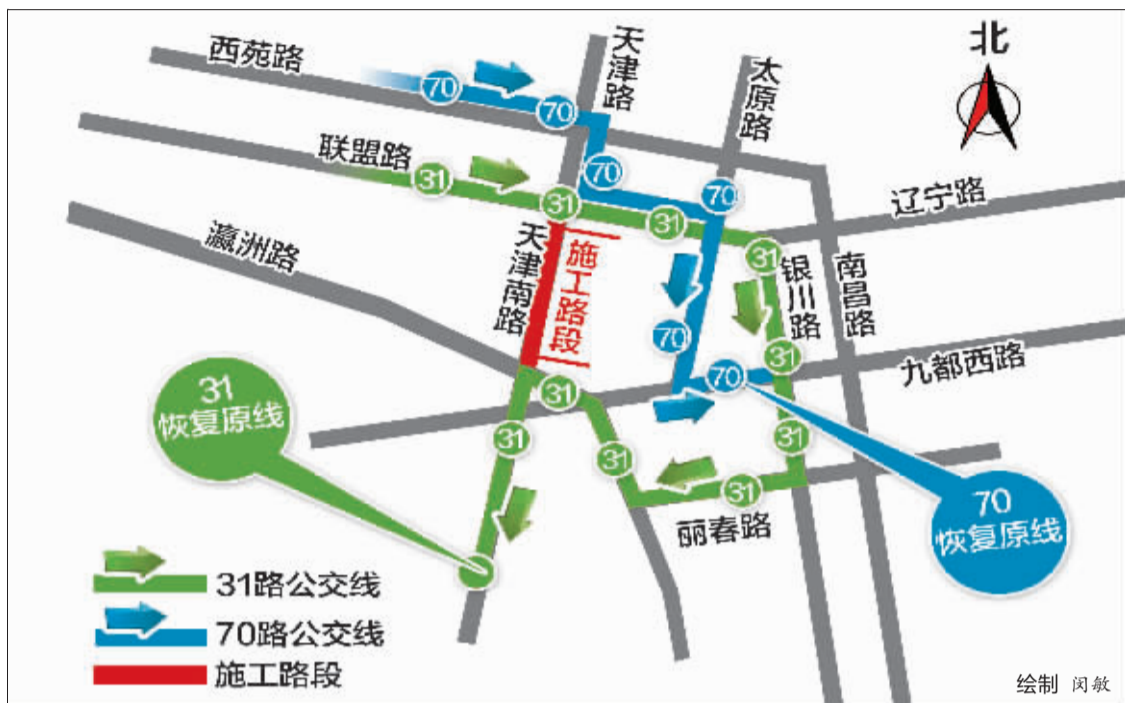 西苑路
天津路
北
太原路
70
70
联盟路
31
70
70
辽宁路
31
31
瀛洲路
天津南路
施工路段
31
银川路
南昌路
70
31
九都西路
70
31
恢复原线
31
31
31
31
31
丽春路
70
恢复原线
31路公交线
70路公交线
施工路段
绘制 闵敏